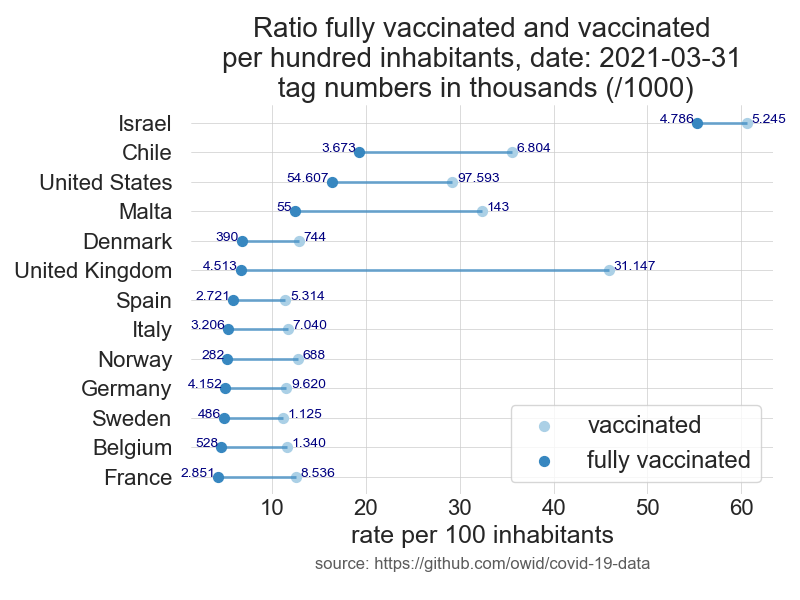 Ratio fully vaccinated and vaccinated
per hundred inhabitants, date: 2021-03-31
tag numbers in thousands (/1000)
Israel 4.786 5.245
Chile 3.673 6.804
United States 54.607 97.593
Malta 55 143
Denmark 390 744
United Kingdom 4.513 31.147
Spain 2.721 5.314
Italy 3.206 7.040
Norway 282 688
Germany 4.152 9.620
Sweden 486 1.125
Belgium 528 1.340
France 2.851 8.536
vaccinated
fully vaccinated
10 20 30 40 50 60
rate per 100 inhabitants
source: https://github.com/owid/covid-19-data